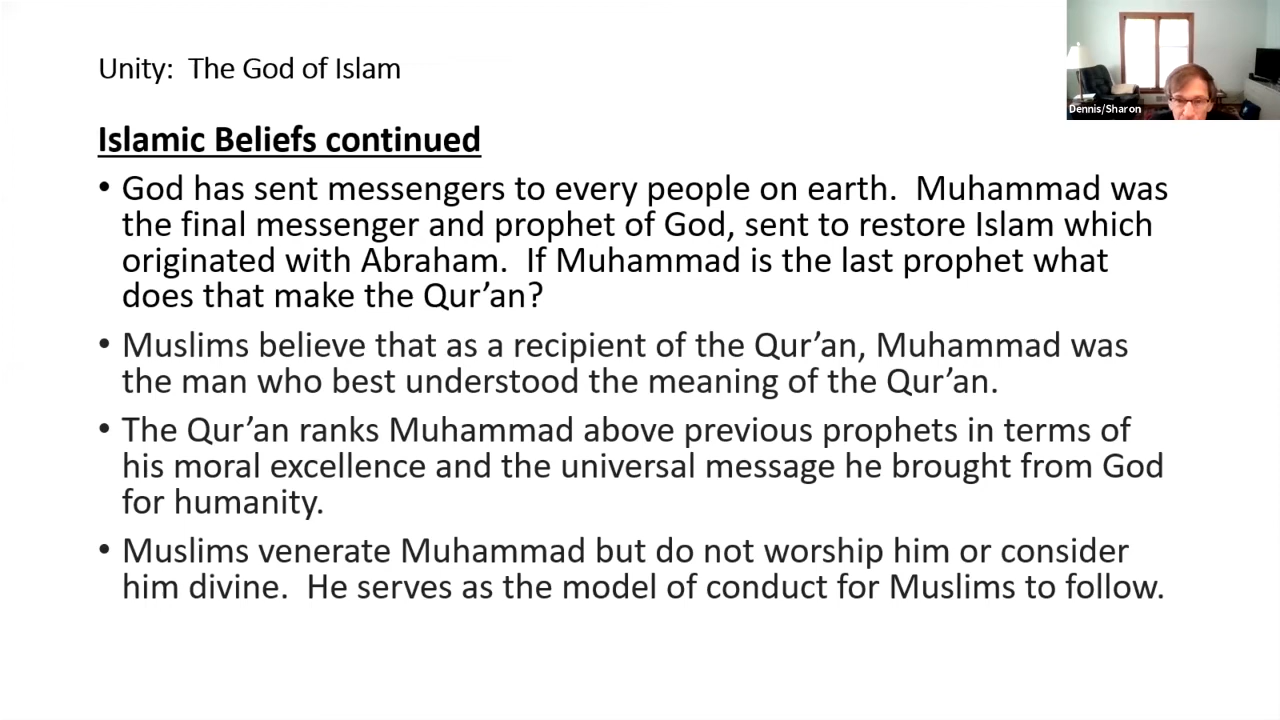 Unity:  The God of Islam
Dennis/Sharon
Islamic Beliefs continued
• God has sent messengers to every people on earth.  Muhammad was
the final messenger and prophet of God, sent to restore Islam which
originated with Abraham.  If Muhammad is the last prophet what
does that make the Qur’an?
• Muslims believe that as a recipient of the Qur’an, Muhammad was
the man who best understood the meaning of the Qur’an.
• The Qur’an ranks Muhammad above previous prophets in terms of
his moral excellence and the universal message he brought from God
for humanity.
• Muslims venerate Muhammad but do not worship him or consider
him divine.  He serves as the model of conduct for Muslims to follow.